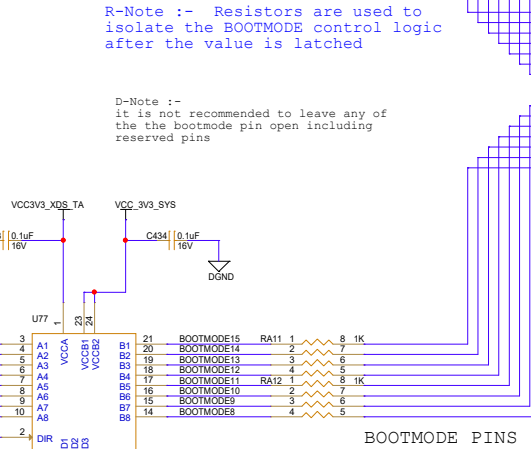 R-Note :- Resistors are used to
isolate the BOOTMODE control logic
after the value is latched
D-Note :-
it is not recommended to leave any of
the the bootmode pin open including
reserved pins
VCC3V3_XDS_TA VCC_3V3_SYS
0.1uF C434 0.1uF
16V 16V
DGND
1 23 24
U77
VCCA VCCB1 VCCB2
3 A1 B1 21 BOOTMODE15 RA11 1 8 1K
4 A2 B2 20 BOOTMODE14 2 7
5 A3 B3 19 BOOTMODE13 3 6
6 A4 B4 18 BOOTMODE12 4 5
7 A5 B5 17 BOOTMODE11 RA12 1 8 1K
8 A6 B6 16 BOOTMODE10 2 7
9 A7 B7 15 BOOTMODE9 3 6
10 A8 B8 14 BOOTMODE8 4 5
2 DIR
D1 D2 D3
BOOTMODE PINS